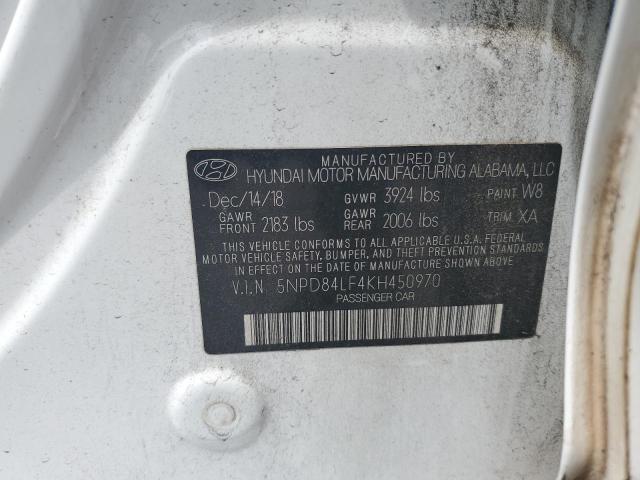 MANUFACTURED BY
HYUNDAI MOTOR MANUFACTURING ALABAMA, LLC
Dec/14/18 GVWR 3924 lbs PAINT W8
GAWR FRONT 2183 lbs GAWR REAR 2006 lbs TRIM XA
THIS VEHICLE CONFORMS TO ALL APPLICABLE U.S.A. FEDERAL
MOTOR VEHICLE SAFETY, BUMPER, AND THEFT PREVENTION STANDARDS
IN EFFECT ON THE DATE OF MANUFACTURE SHOWN ABOVE.
V.I.N. 5NPD84LF4KH450970
PASSENGER CAR